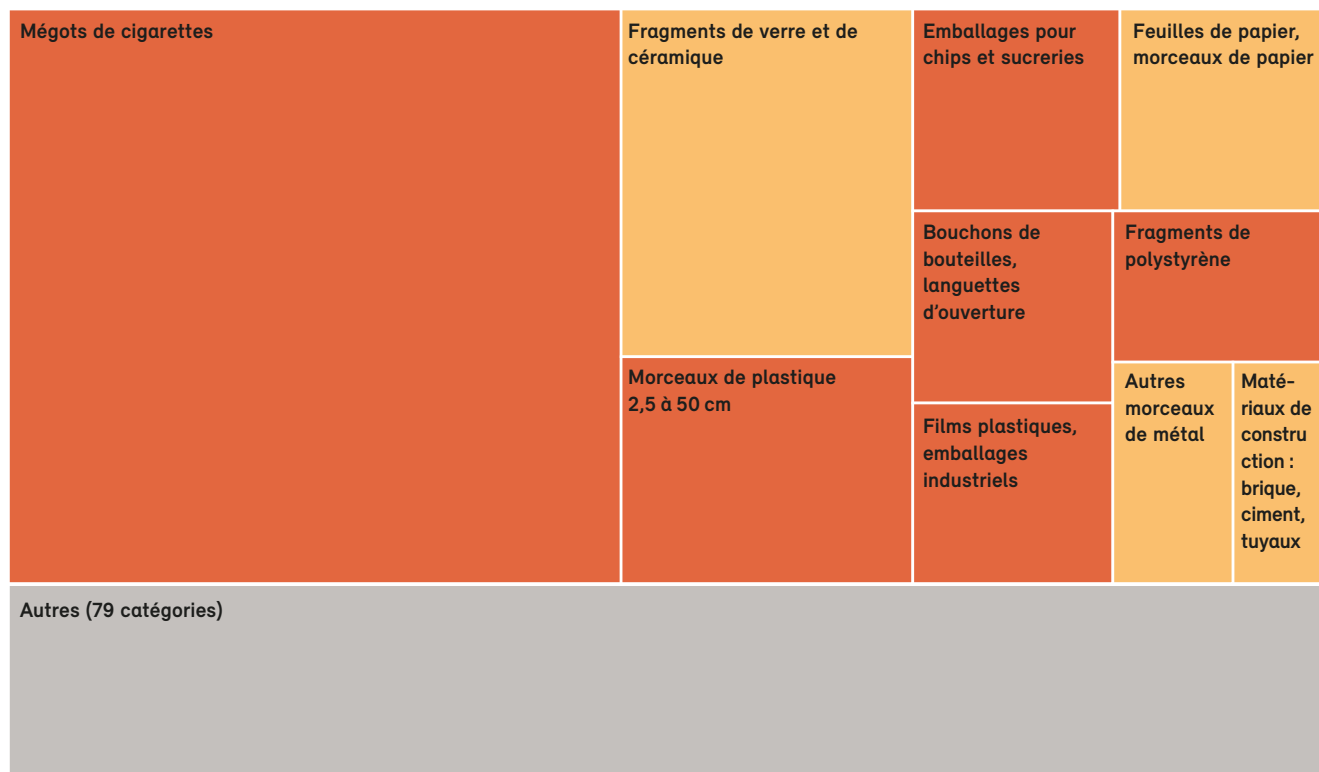 Mégots de cigarettes
Fragments de verre et de
céramique
Emballages pour
chips et sucreries
Feuilles de papier,
morceaux de papier
Bouchons de
bouteilles,
languettes
d’ouverture
Fragments de
polystyrène
Morceaux de plastique
2,5 à 50 cm
Films plastiques,
emballages
industriels
Autres
morceaux
de métal
Maté-
riaux de
constru
ction :
brique,
ciment,
tuyaux
Autres (79 catégories)